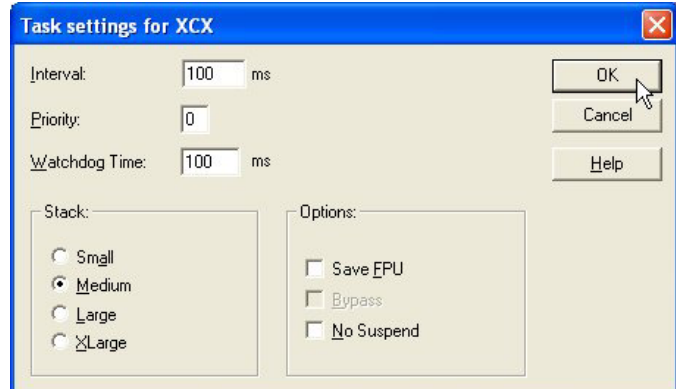 Task settings for XCX
Interval: 100 ms
OK
Priority: 0
Cancel
Watchdog Time: 100 ms
Help
Stack:
Small
Medium
Large
XLarge
Options:
Save FPU
Bypass
No Suspend